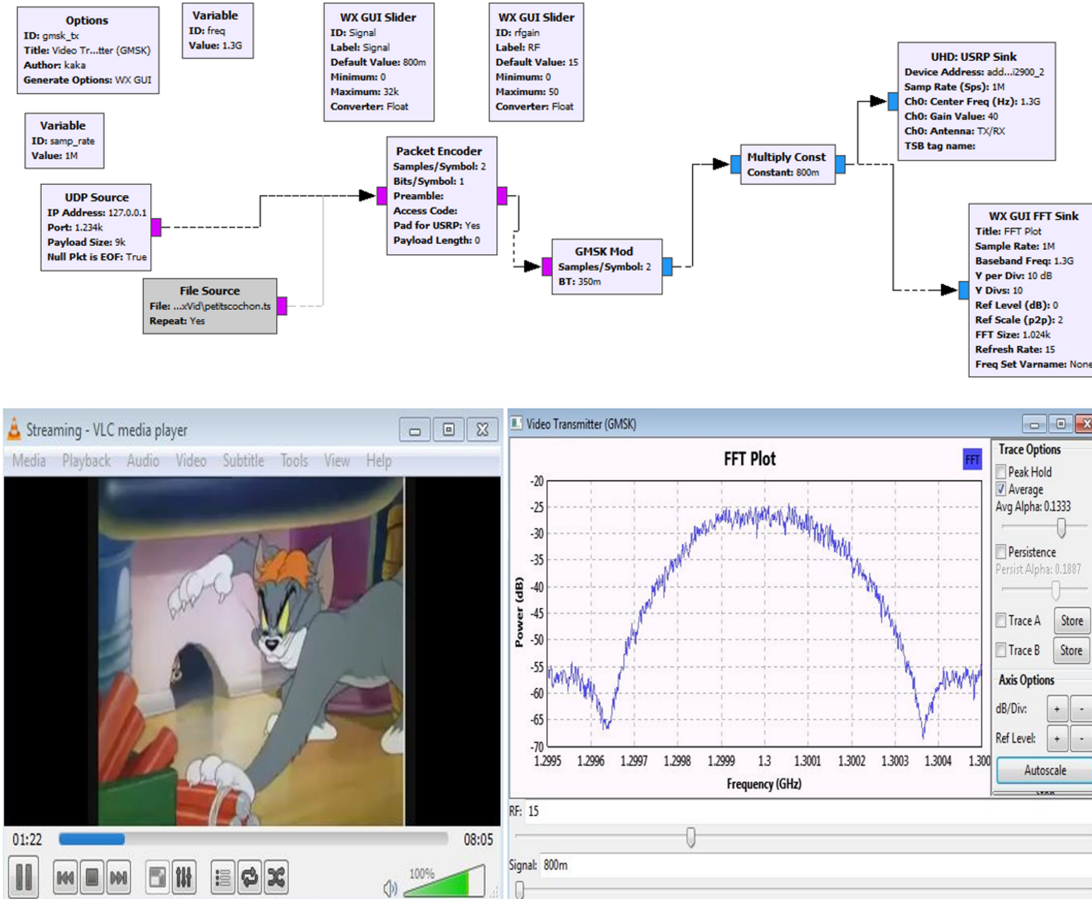 Options
ID: gmsk_tx
Title: Video Tr...tter (GMSK)
Author: kaka
Generate Options: WX GUI
Variable
ID: freq
Value: 1.3G
WX GUI Slider
ID: Signal
Label: Signal
Default Value: 800m
Minimum: 0
Maximum: 32k
Converter: Float
WX GUI Slider
ID: rfgain
Label: RF
Default Value: 15
Minimum: 0
Maximum: 50
Converter: Float
UHD: USRP Sink
Device Address: add...i2900_2
Samp Rate (Sps): 1M
Ch0: Center Freq (Hz): 1.3G
Ch0: Gain Value: 40
Ch0: Antenna: TX/RX
TSB tag name:
Variable
ID: samp_rate
Value: 1M
Packet Encoder
Samples/Symbol: 2
Bits/Symbol: 1
Preamble:
Access Code:
Pad for USRP: Yes
Payload Length: 0
Multiply Const
Constant: 800m
UDP Source
IP Address: 127.0.0.1
Port: 1.234k
Payload Size: 9k
Null Pkt is EOF: True
GMSK Mod
Samples/Symbol: 2
BT: 350m
WX GUI FFT Sink
Title: FFT Plot
Sample Rate: 1M
Baseband Freq: 1.3G
Y per Div: 10 dB
Y Divs: 10
Ref Level (dB): 0
Ref Scale (p2p): 2
FFT Size: 1.024k
Refresh Rate: 15
Freq Set Varname: None
File Source
File: ...xVid\petitscochon.ts
Repeat: Yes
Streaming - VLC media player
Media Playback Audio Video Subtitle Tools View Help
01:22 08:05
100%
Video Transmitter (GMSK)
FFT Plot
FFT
Power (dB)
-20
-25
-30
-35
-40
-45
-50
-55
-60
-65
-70
1.2995 1.2996 1.2997 1.2998 1.2999 1.3 1.3001 1.3002 1.3003 1.3004 1.300
Frequency (GHz)
Trace Options
Peak Hold
Average
Avg Alpha: 0.1333
Persistence
Persist Alpha: 0.1887
Trace A Store
Trace B Store
Axis Options
dB/Div: + -
Ref Level: + -
Autoscale
RF: 15
Signal: 800m